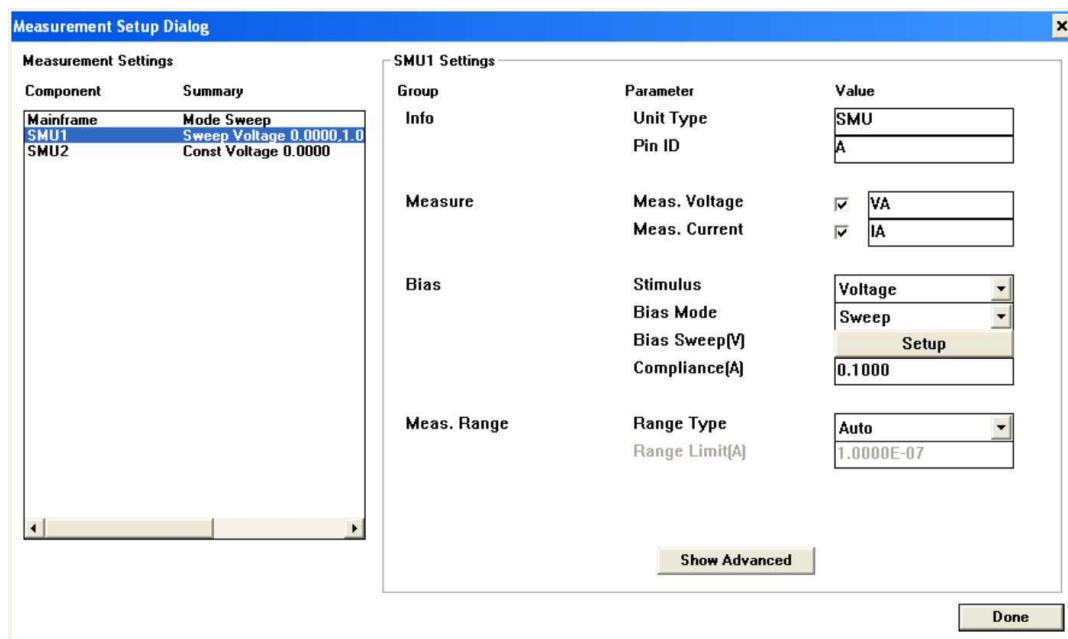 Measurement Setup Dialog
Measurement Settings
Component Summary
Mainframe Mode Sweep
SMU1 Sweep Voltage 0.0000,1.0
SMU2 Const Voltage 0.0000
SMU1 Settings
Group Parameter Value
Info Unit Type SMU
Pin ID A
Measure Meas. Voltage VA
Meas. Current IA
Bias Stimulus Voltage
Bias Mode Sweep
Bias Sweep(V) Setup
Compliance(A) 0.1000
Meas. Range Range Type Auto
Range Limit(A) 1.0000E-07
Show Advanced
Done